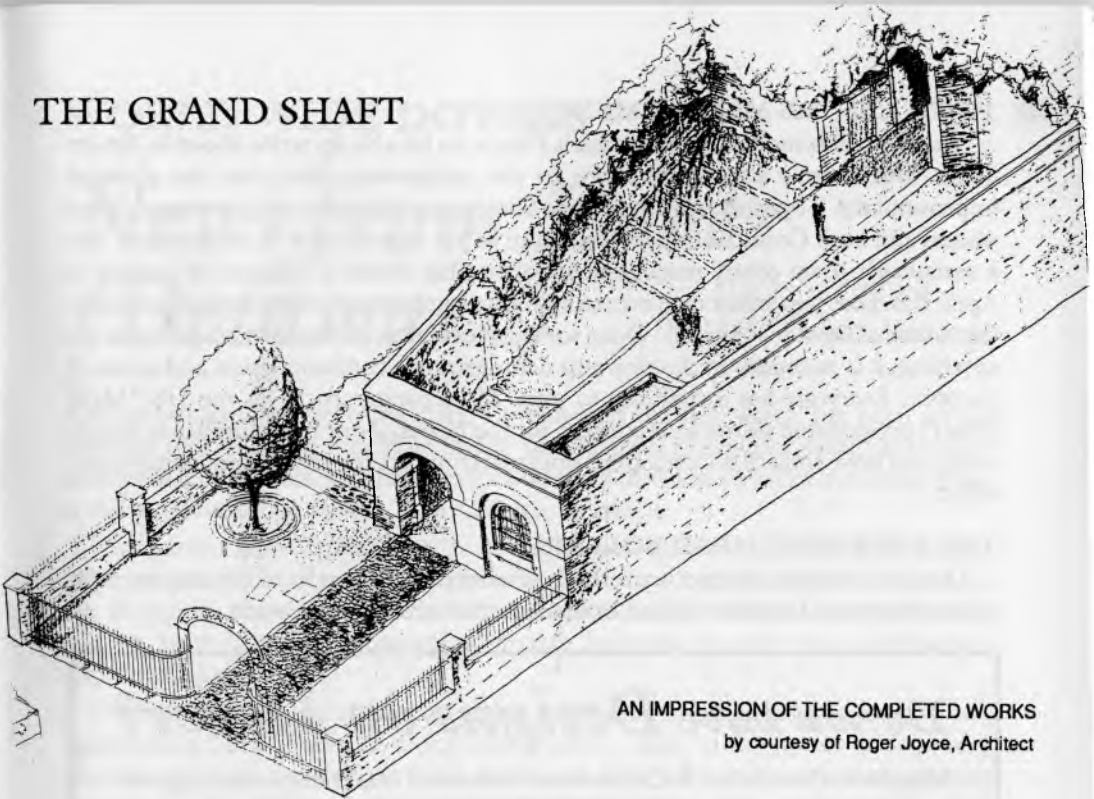 THE GRAND SHAFT
AN IMPRESSION OF THE COMPLETED WORKS
by courtesy of Roger Joyce, Architect